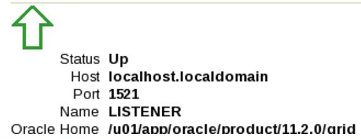 Status Up
Host localhost.localdomain
Port 1521
Name LISTENER
Oracle Home /u01/app/oracle/product/11.2.0/grid